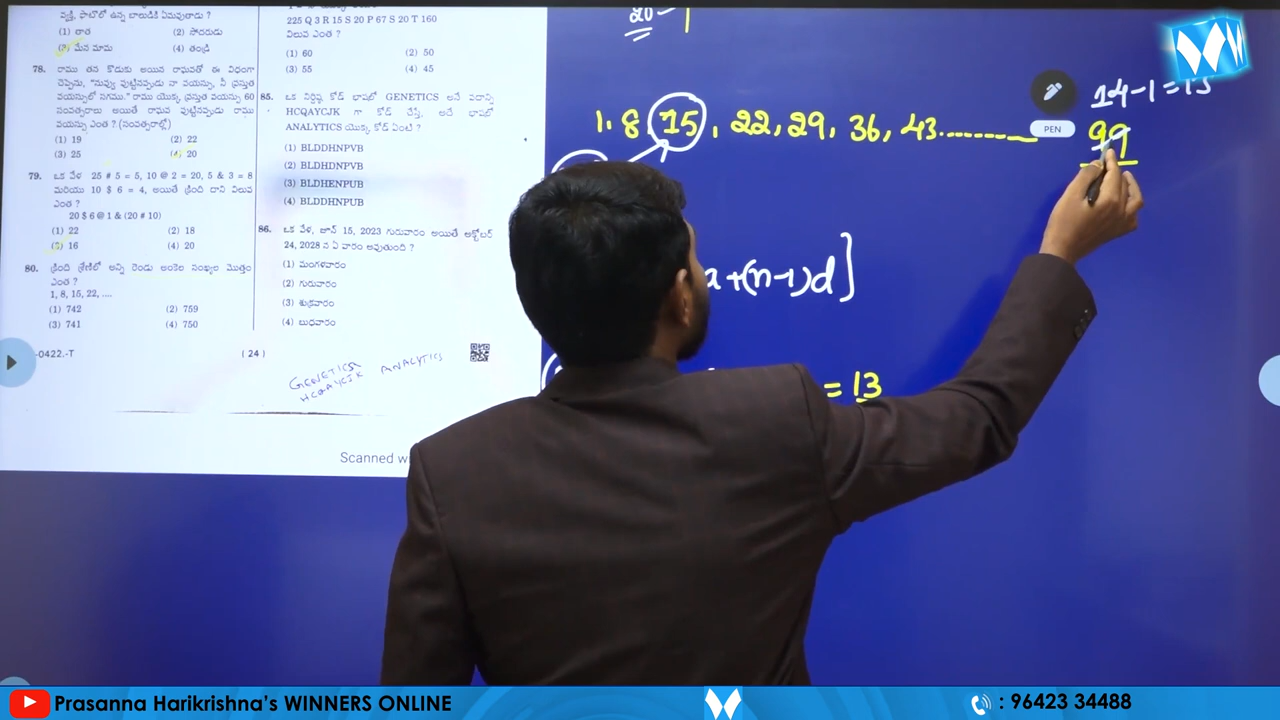 వ్యక్తి, ఫొటోలో ఉన్న బాలుడికి ఏమవుతాడు ?
(1) తాత (2) సోదరుడు
(3) మేన మామ (4) తండ్రి
78. రాము తన కొడుకు అయిన రాఘవతో ఈ విధంగా
చెప్పెను, "నువ్వు పుట్టినప్పుడు నా వయస్సు, నీ ప్రస్తుత
వయస్సులో సగము." రాము యొక్క ప్రస్తుత వయస్సు 60
సంవత్సరాలు అయితే రాఘవ పుట్టినప్పుడు రాము
వయస్సు ఎంత ? (సంవత్సరాల్లో)
(1) 19 (2) 22
(3) 25 (4) 20
79. ఒక వేళ 25 # 5 = 5, 10 @ 2 = 20, 5 & 3 = 8
మరియు 10 $ 6 = 4, అయితే క్రింది దాని విలువ
ఎంత ?
20 $ 6 @ 1 & (20 # 10)
(1) 22 (2) 18
(3) 16 (4) 20
80. క్రింది శ్రేణిలో అన్ని రెండు అంకెల సంఖ్యల మొత్తం
ఎంత ?
1, 8, 15, 22, ....
(1) 742 (2) 759
(3) 741 (4) 750
-0422.-T (24)
225 Q 3 R 15 S 20 P 67 S 20 T 160
విలువ ఎంత ?
(1) 60 (2) 50
(3) 55 (4) 45
85. ఒక నిర్దిష్ట కోడ్ భాషలో GENETICS అనే పదాన్ని
HCQAYCJK గా కోడ్ చేస్తే, అదే భాషలో
ANALYTICS యొక్క కోడ్ ఏంటి ?
(1) BLDDHNPVB
(2) BLDHDNPVB
(3) BLDHENPUB
(4) BLDDHNPUB
86. ఒక వేళ, జూన్ 15, 2023 గురువారం అయితే అక్టోబర్
24, 2028 న ఏ వారం అవుతుంది ?
(1) మంగళవారం
(2) గురువారం
(3) శుక్రవారం
(4) బుధవారం
GENETICS ANALYTICS
HCQAYCJK
Scanned w
20 - 1
14-1=13
1, 8 15, 22, 29, 36, 43..........
99
PEN
a+(n-1)d]
= 13
Prasanna Harikrishna's WINNERS ONLINE
: 96423 34488